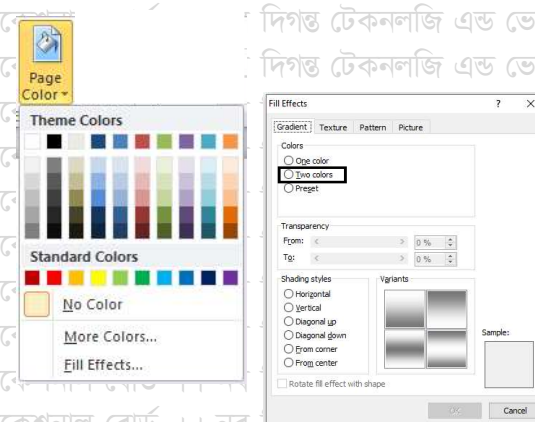 দিগন্ত টেকনলজি এন্ড ভো
দিগন্ত টেকনলজি এন্ড ভো
Page
Color
Theme Colors
Standard Colors
No Color
More Colors...
Fill Effects...
Fill Effects
? X
Gradient Texture Pattern Picture
Colors
One color
Two colors
Preset
Transparency
From: < > 0 %
To: < > 0 %
Shading styles
Horizontal
Vertical
Diagonal up
Diagonal down
From corner
From center
Variants
Sample:
Rotate fill effect with shape
OK Cancel